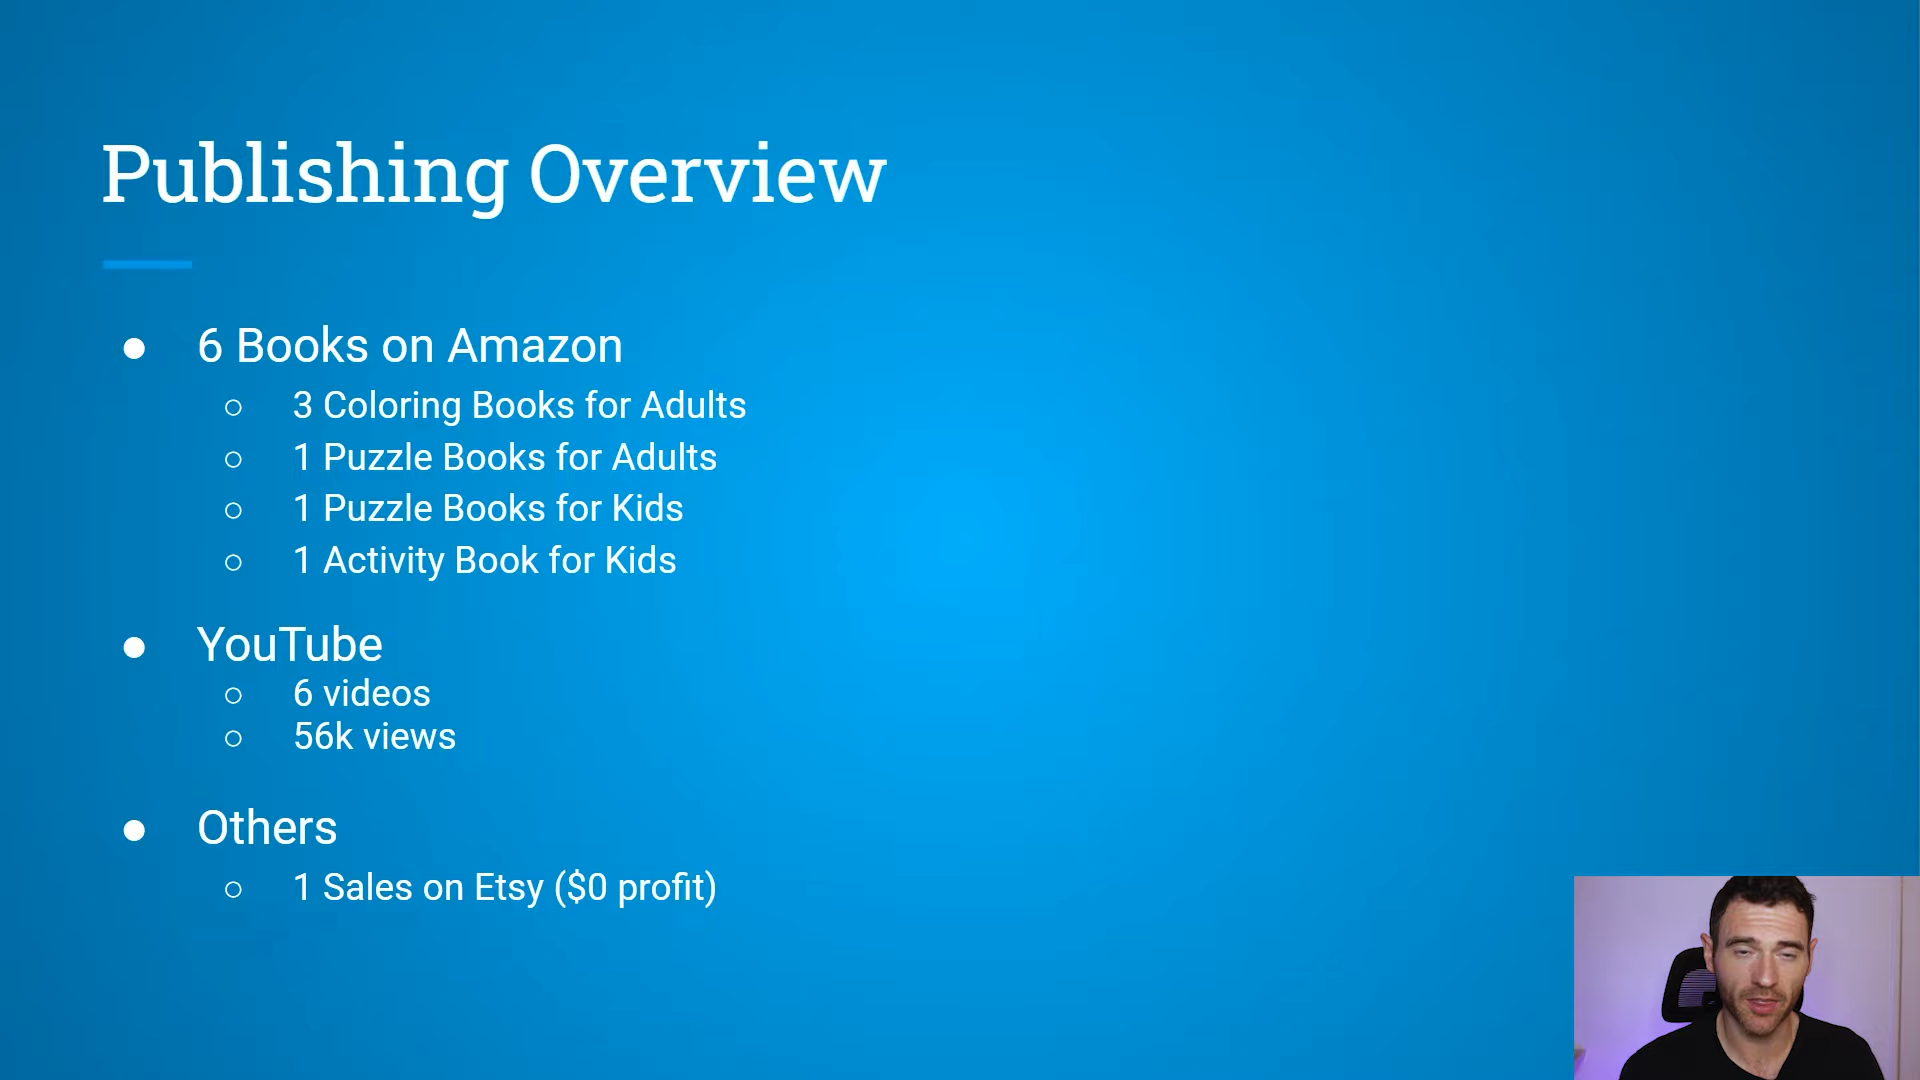 Publishing Overview
● 6 Books on Amazon
○ 3 Coloring Books for Adults
○ 1 Puzzle Books for Adults
○ 1 Puzzle Books for Kids
○ 1 Activity Book for Kids
● YouTube
○ 6 videos
○ 56k views
● Others
○ 1 Sales on Etsy ($0 profit)